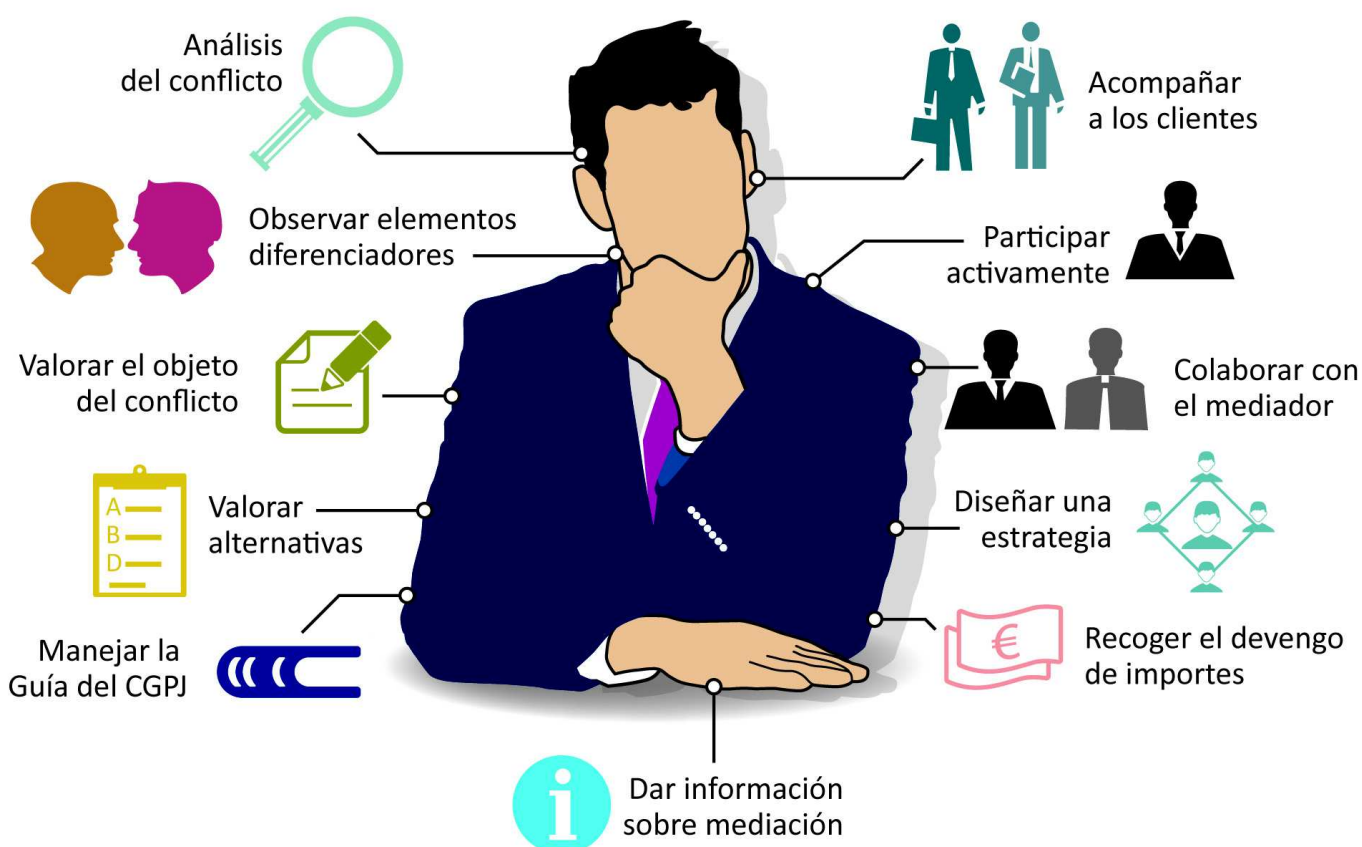 Análisis
del conflicto
Observar elementos
diferenciadores
Valorar el objeto
del conflicto
A
B
D
Valorar
alternativas
Manejar la
Guía del CGPJ
i
Dar información
sobre mediación
Acompañar
a los clientes
Participar
activamente
Colaborar con
el mediador
Diseñar una
estrategia
€
Recoger el devengo
de importes